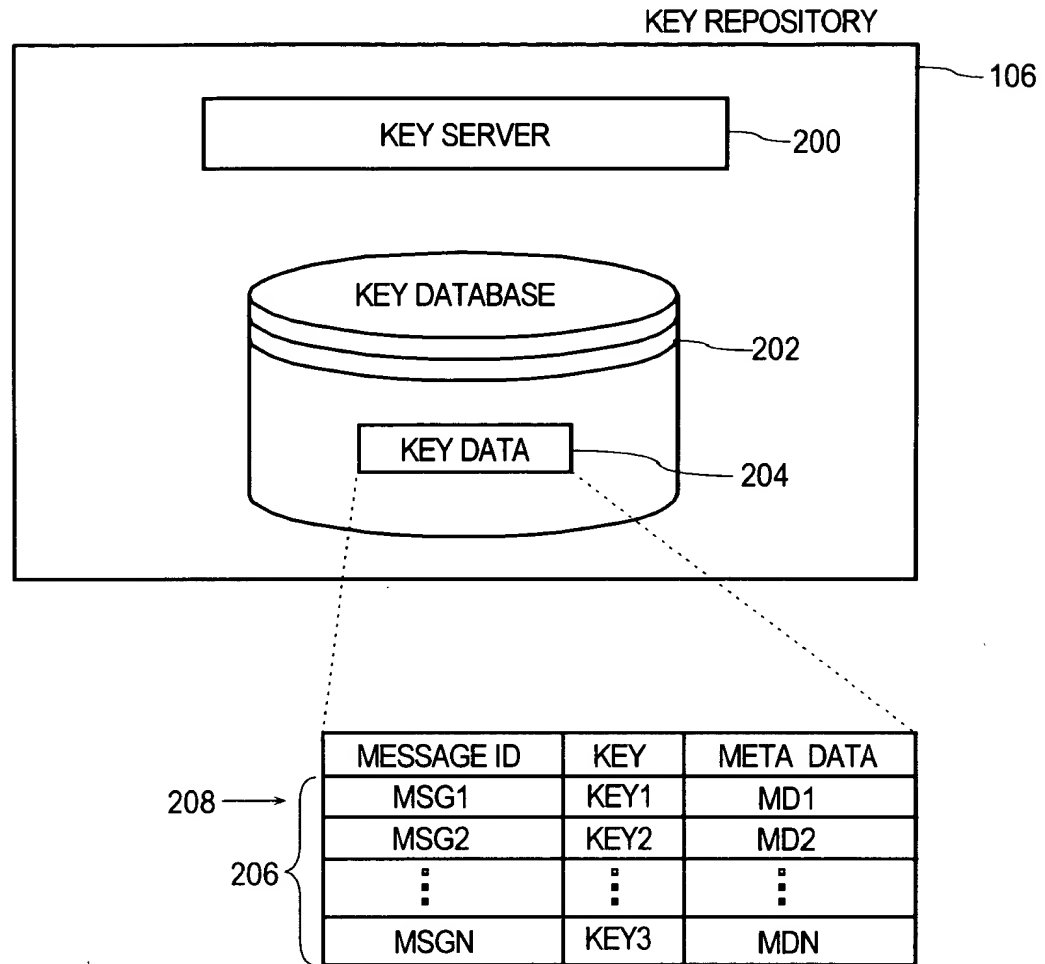 KEY REPOSITORY
106
KEY SERVER
200
KEY DATABASE
202
KEY DATA
204
MESSAGE ID KEY META DATA
208 MSG1 KEY1 MD1
MSG2 KEY2 MD2
206
MSGN KEY3 MDN